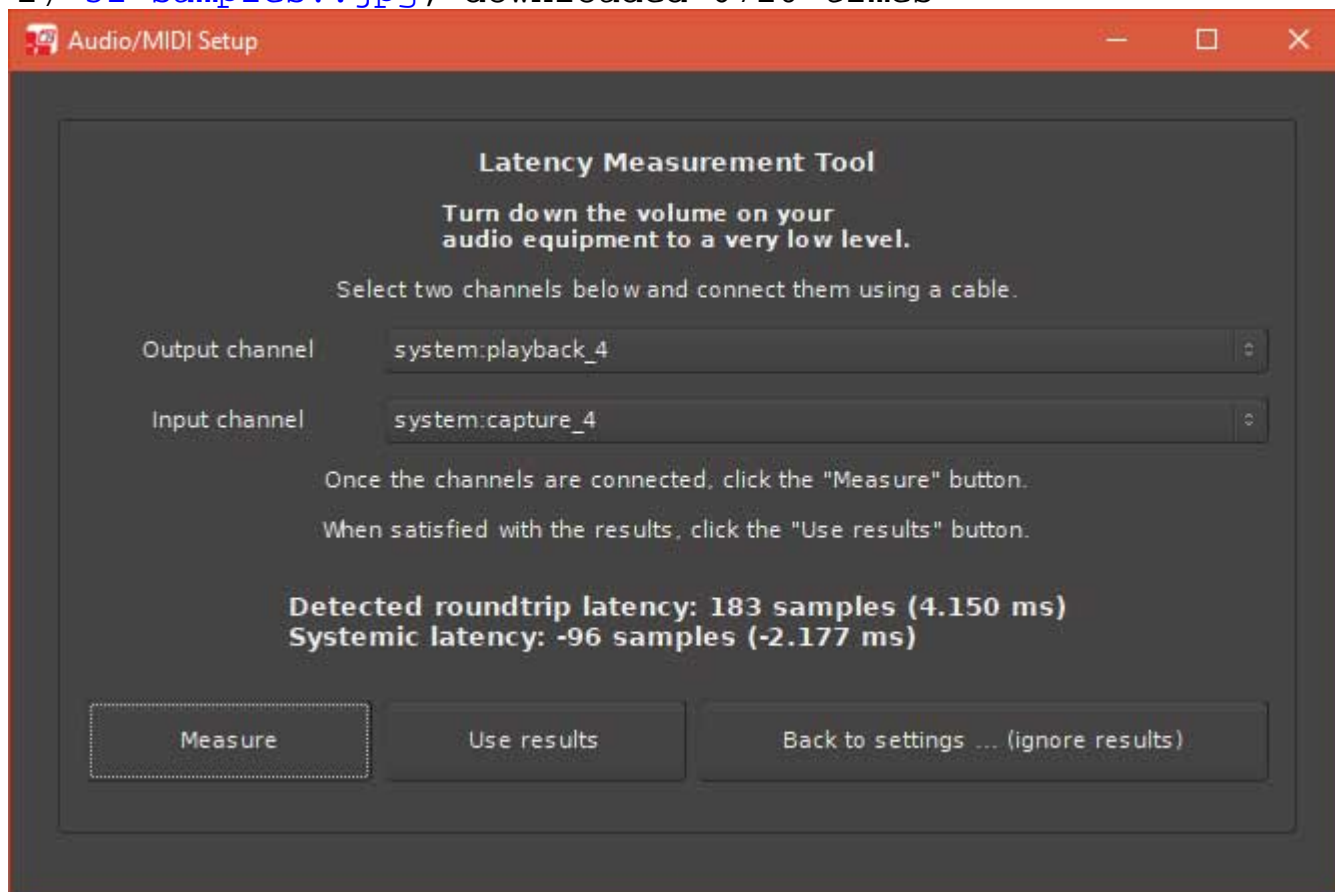 Audio/MIDI Setup
Latency Measurement Tool
Turn down the volume on your
audio equipment to a very low level.
Select two channels below and connect them using a cable.
Output channel system:playback_4
Input channel system:capture_4
Once the channels are connected, click the "Measure" button.
When satisfied with the results, click the "Use results" button.
Detected roundtrip latency: 183 samples (4.150 ms)
Systemic latency: -96 samples (-2.177 ms)
Measure Use results Back to settings ... (ignore results)